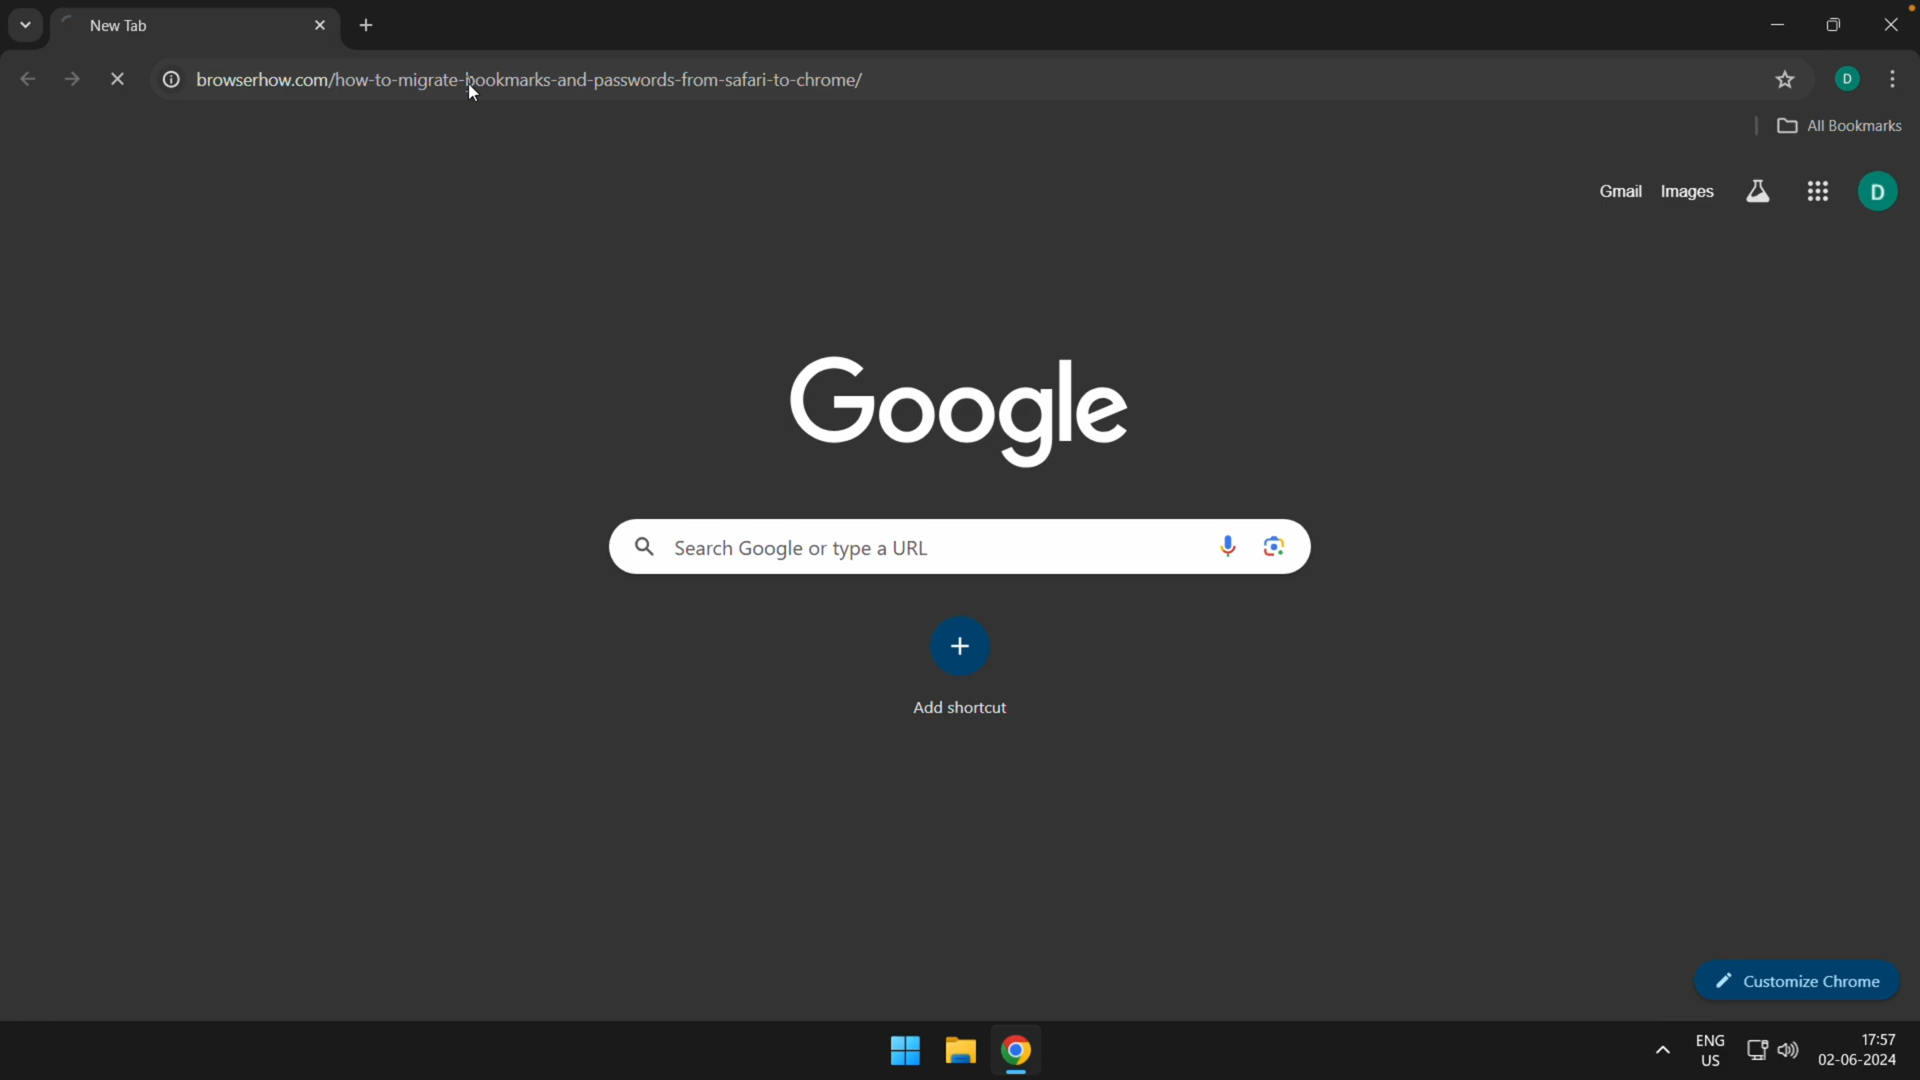 New Tab
browserhow.com/how-to-migrate-bookmarks-and-passwords-from-safari-to-chrome/
D
All Bookmarks
Gmail Images
D
Google
Search Google or type a URL
Add shortcut
Customize Chrome
ENG
US
17:57
02-06-2024